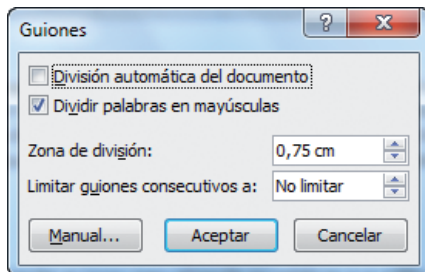 Guiones
División automática del documento
Dividir palabras en mayúsculas
Zona de división: 0,75 cm
Limitar guiones consecutivos a: No limitar
Manual... Aceptar Cancelar